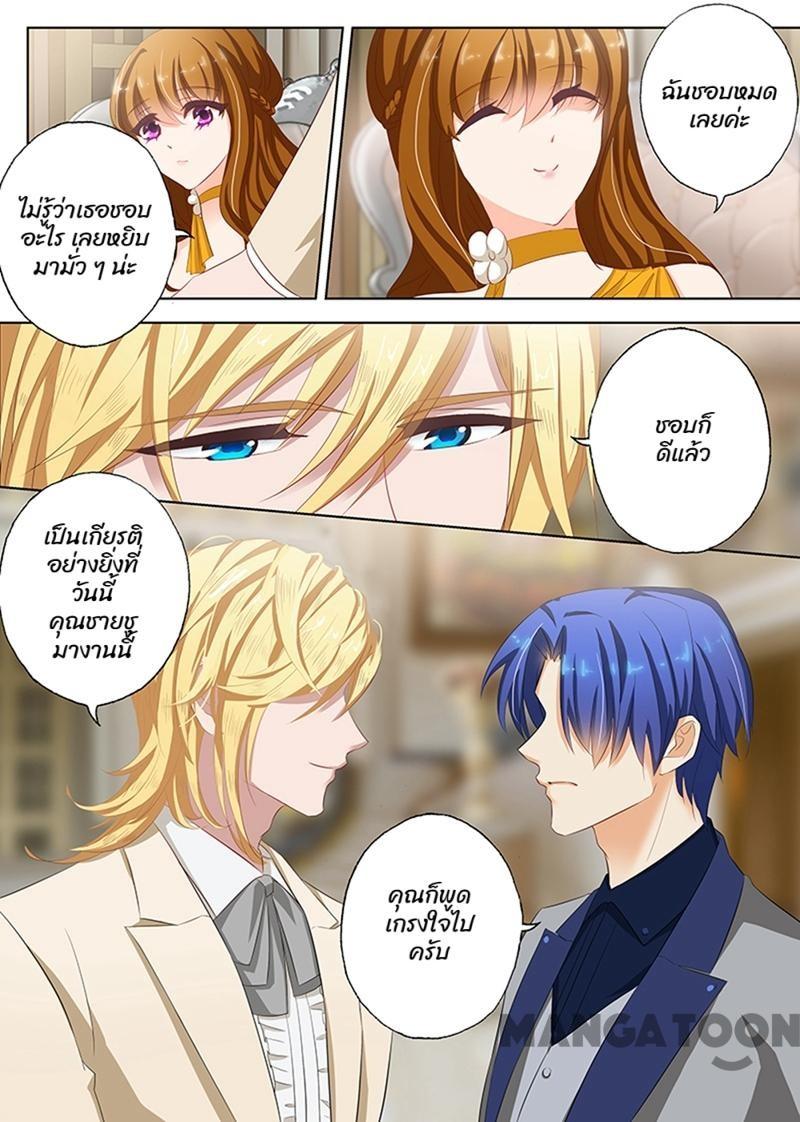 ไม่รู้ว่าเธอชอบ
อะไร เลยหยิบ
มามั่ว ๆ น่ะ
ฉันชอบหมด
เลยค่ะ
ชอบก็
ดีแล้ว
เป็นเกียรติ
อย่างยิ่งที่
วันนี้
คุณชายชู
มางานนี้
คุณก็พูด
เกรงใจไป
ครับ
MANGATOON